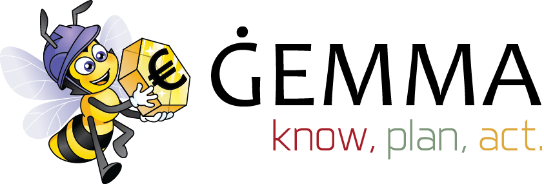 €
ĠEMMA
know, plan, act.